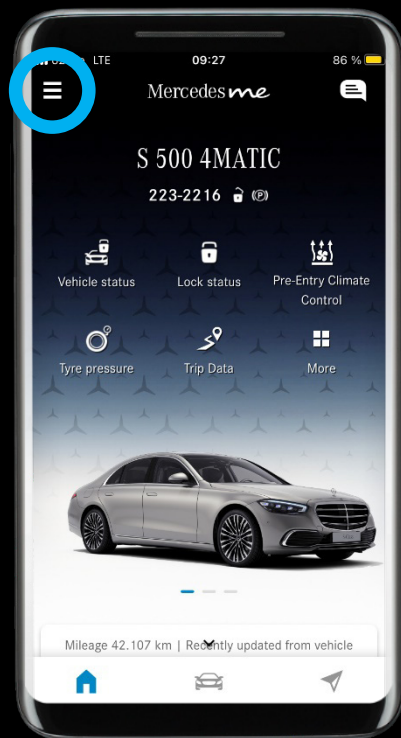 LTE 09:27 86 %
Mercedes me
S 500 4MATIC
223-2216
Vehicle status Lock status Pre-Entry Climate
Control
Tyre pressure Trip Data More
Mileage 42.107 km | Recently updated from vehicle